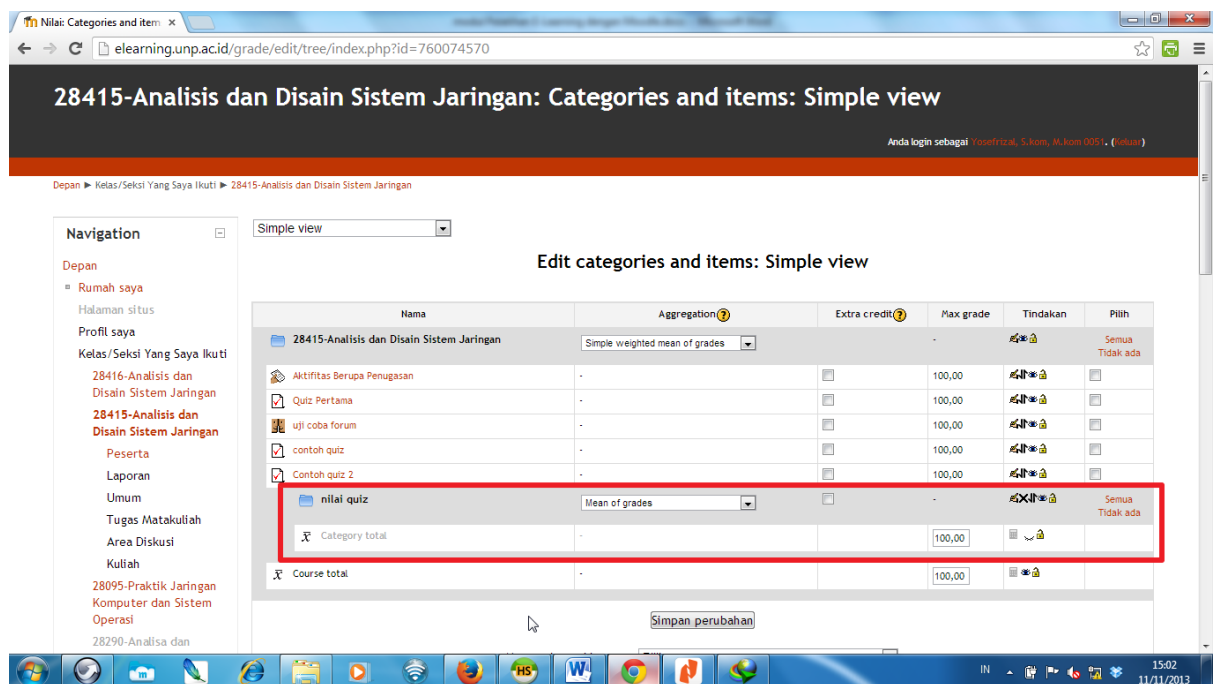 Nilai: Categories and item ×
elearning.unp.ac.id/grade/edit/tree/index.php?id=760074570
28415-Analisis dan Disain Sistem Jaringan: Categories and items: Simple view
Anda login sebagai Yosefrizal, S.kom, M.kom 0051. (Keluar)
Depan ► Kelas/Seksi Yang Saya Ikuti ► 28415-Analisis dan Disain Sistem Jaringan
Navigation
Depan
Rumah saya
Halaman situs
Profil saya
Kelas/Seksi Yang Saya Ikuti
28416-Analisis dan
Disain Sistem Jaringan
28415-Analisis dan
Disain Sistem Jaringan
Peserta
Laporan
Umum
Tugas Matakuliah
Area Diskusi
Kuliah
28095-Praktik Jaringan
Komputer dan Sistem
Operasi
28290-Analisa dan
Simple view
Edit categories and items: Simple view
Nama Aggregation Extra credit Max grade Tindakan Pilih
28415-Analisis dan Disain Sistem Jaringan Simple weighted mean of grades - Semua
Tidak ada
Aktifitas Berupa Penugasan - 100,00
Quiz Pertama - 100,00
uji coba forum - 100,00
contoh quiz - 100,00
Contoh quiz 2 - 100,00
nilai quiz Mean of grades - Semua
Tidak ada
x̄ Category total - 100,00
x̄ Course total - 100,00
Simpan perubahan
HS
IN
15:02
11/11/2013